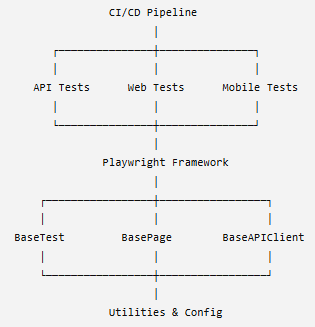 CI/CD Pipeline
API Tests Web Tests Mobile Tests
Playwright Framework
BaseTest BasePage BaseAPIClient
Utilities & Config